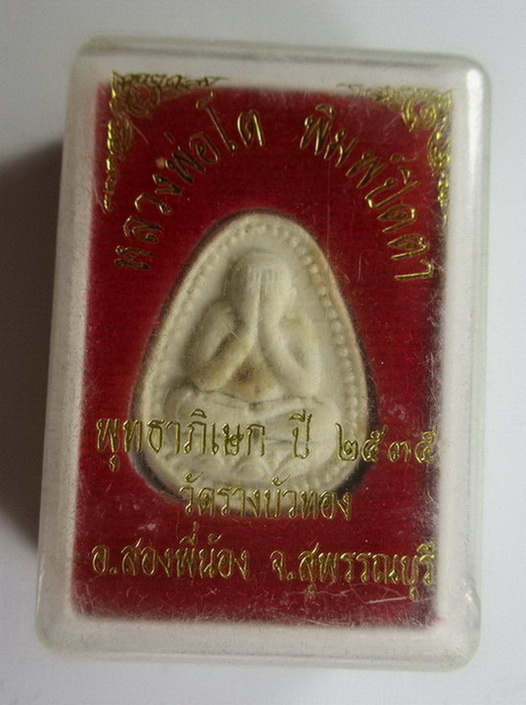 หลวงพ่อโต พิมพ์ปิดตา
พุทธาภิเษก ปี ๒๕๓๕
วัดรางบัวทอง
อ.สองพี่น้อง จ.สุพรรณบุรี